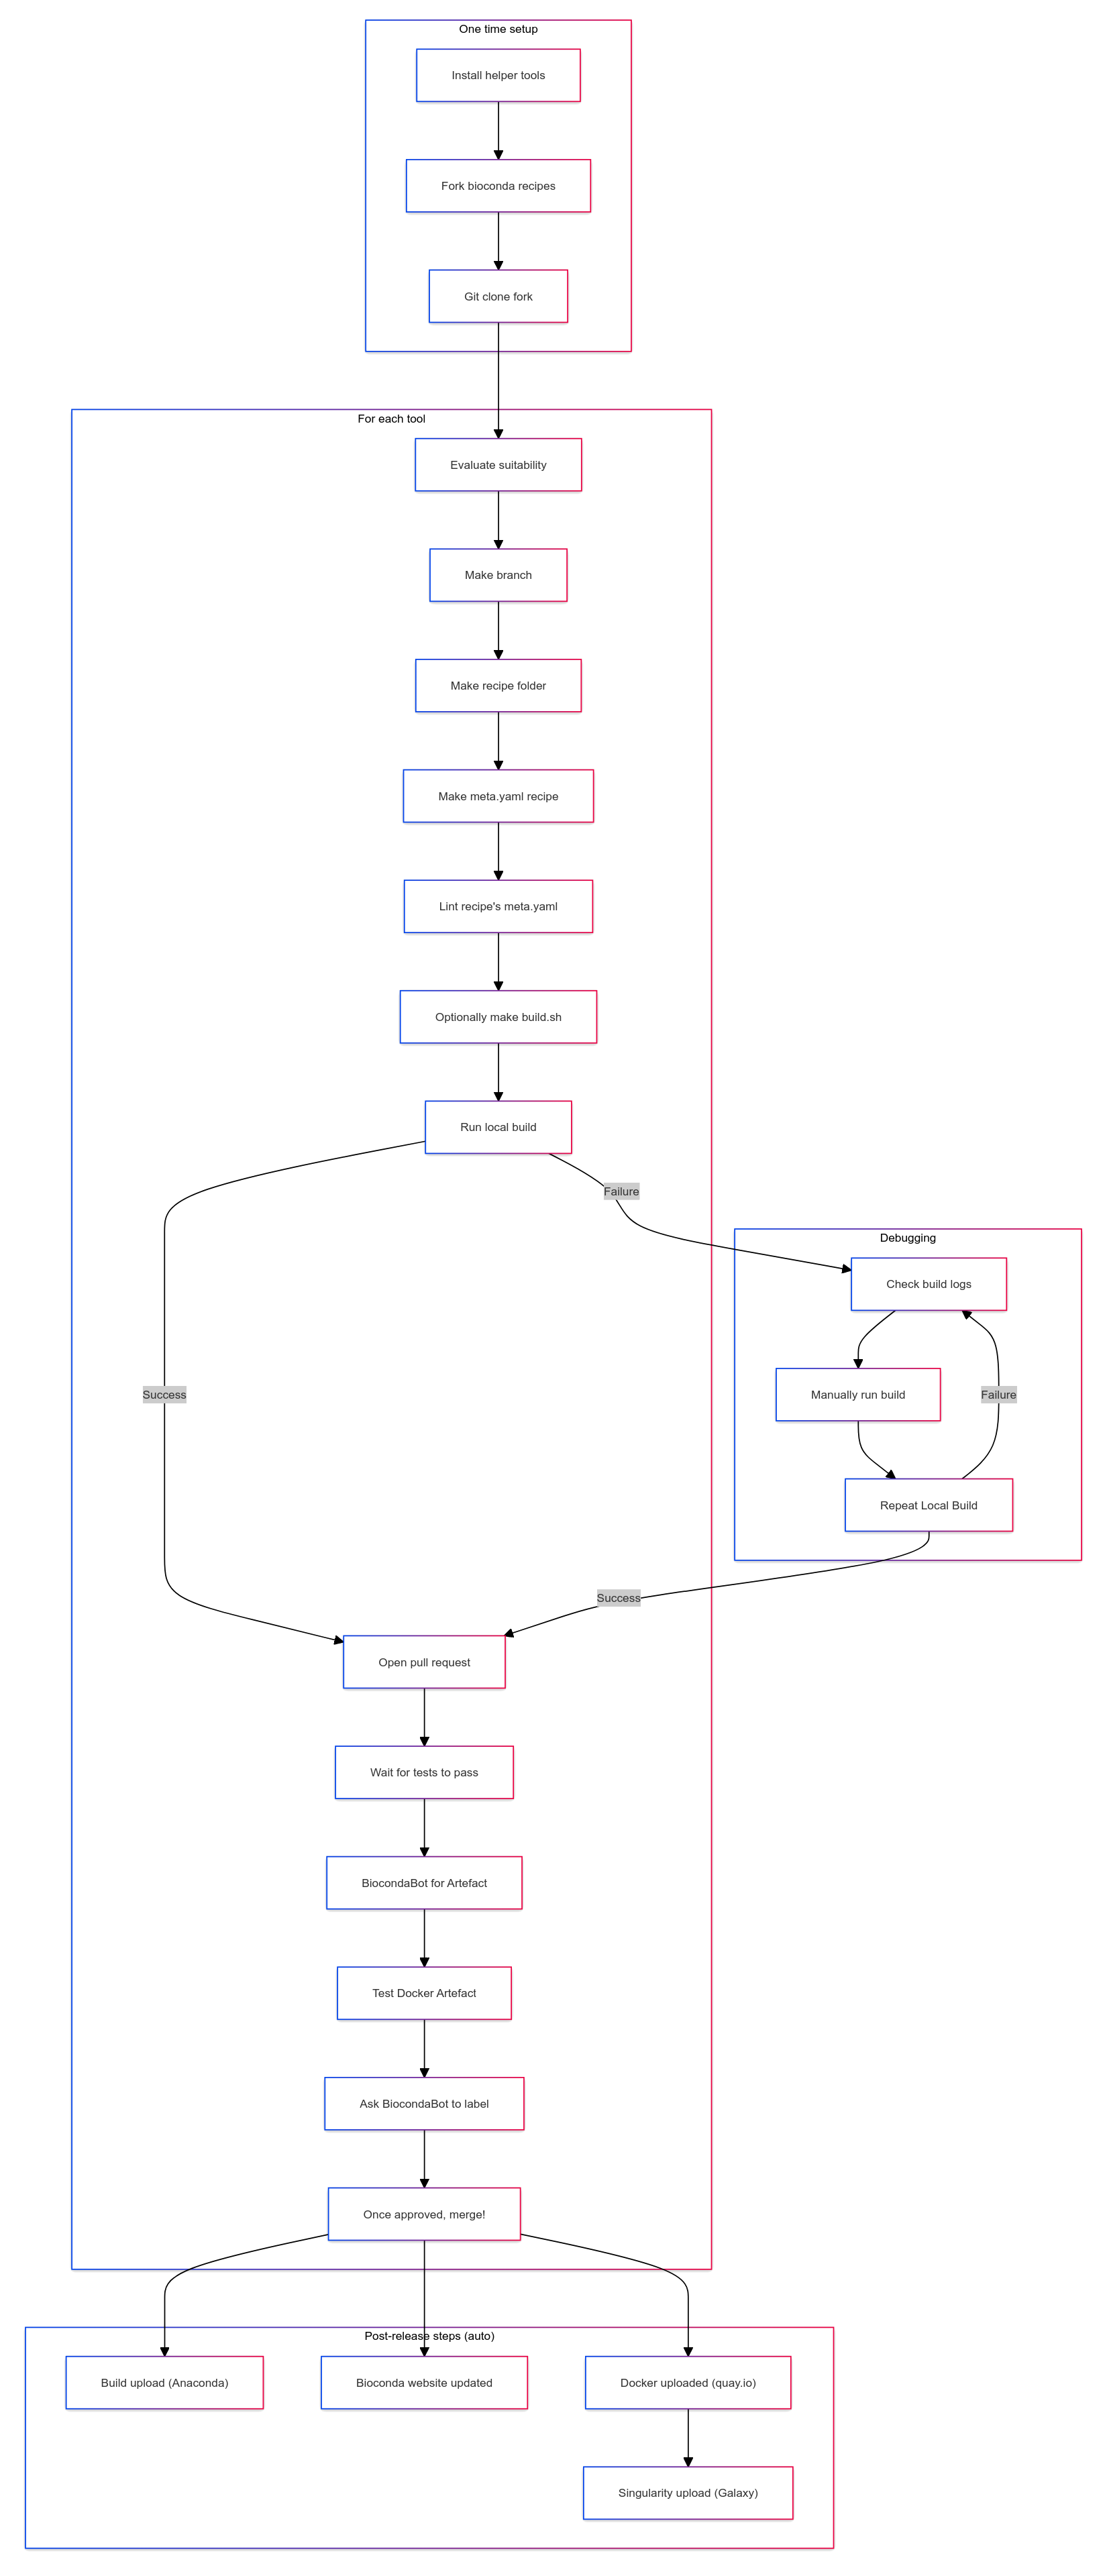 One time setup
Install helper tools
Fork bioconda recipes
Git clone fork
For each tool
Evaluate suitability
Make branch
Make recipe folder
Make meta.yaml recipe
Lint recipe's meta.yaml
Optionally make build.sh
Run local build
Failure
Debugging
Check build logs
Success
Manually run build
Failure
Repeat Local Build
Success
Open pull request
Wait for tests to pass
BiocondaBot for Artefact
Test Docker Artefact
Ask BiocondaBot to label
Once approved, merge!
Post-release steps (auto)
Build upload (Anaconda)
Bioconda website updated
Docker uploaded (quay.io)
Singularity upload (Galaxy)